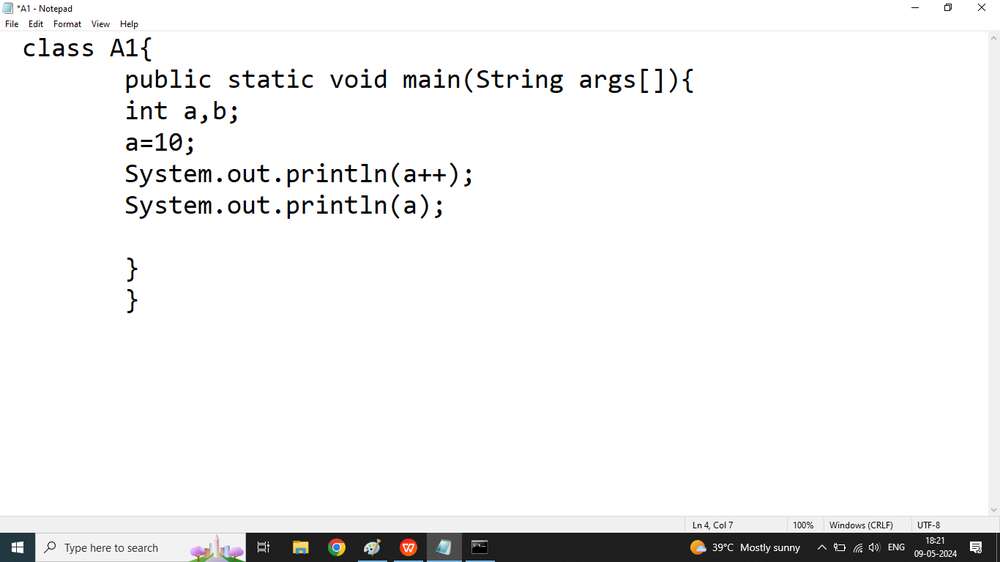 *A1 - Notepad
File Edit Format View Help
class A1{
public static void main(String args[]){
int a,b;
a=10;
System.out.println(a++);
System.out.println(a);
}
}
Ln 4, Col 7 100% Windows (CRLF) UTF-8
Type here to search
39°C Mostly sunny
ENG
18:21
09-05-2024